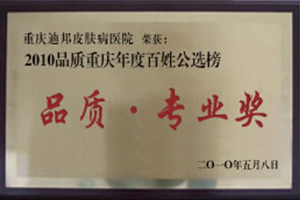 重庆迪邦皮肤病医院 荣获：
2010品质重庆年度百姓公选榜
品质·专业奖
二〇一〇年五月八日